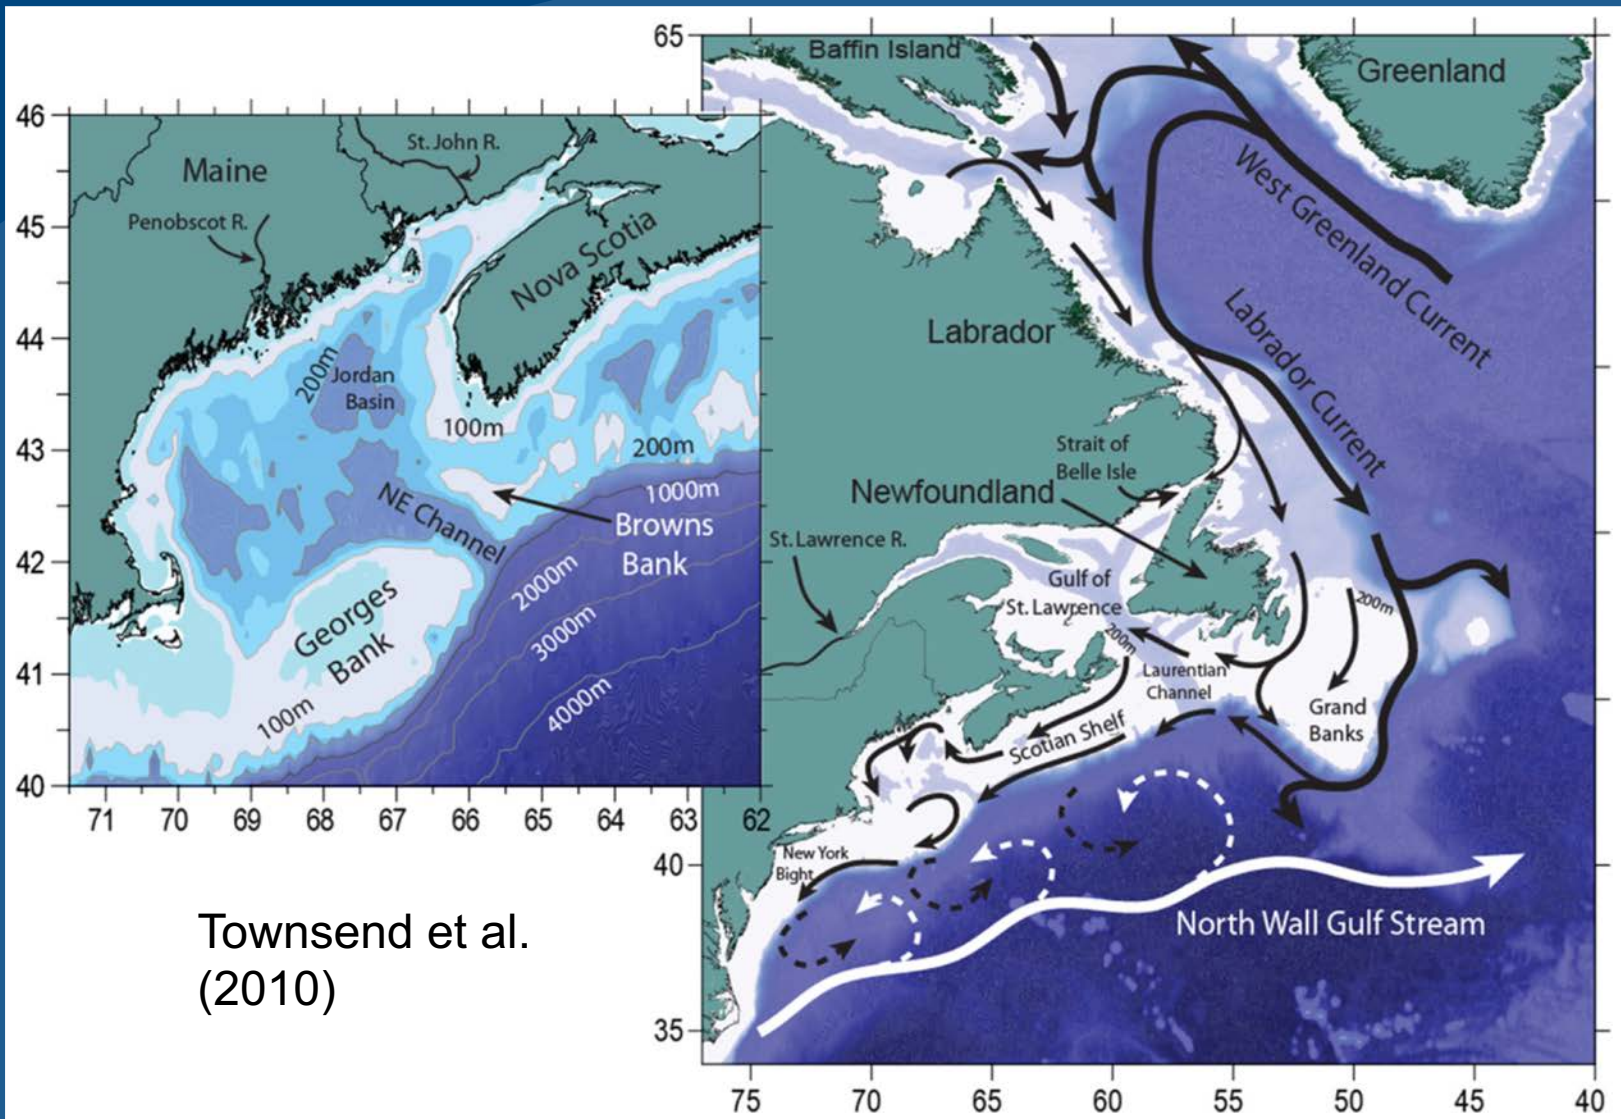 46
45
44
43
42
41
40
71
70
69
68
67
66
65
64
63
62
Maine
St. John R.
Penobscot R.
Nova Scotia
200m
Jordan
Basin
100m
200m
NE Channel
1000m
Browns
Bank
2000m
3000m
4000m
Georges
Bank
100m
Townsend et al.
(2010)
65
40
35
75
70
65
60
55
50
45
40
Baffin Island
Greenland
West Greenland Current
Labrador
Labrador Current
Strait of
Belle Isle
Newfoundland
St. Lawrence R.
Gulf of
St. Lawrence
200m
200m
Laurentian
Channel
Grand
Banks
Scotian Shelf
New York
Bight
North Wall Gulf Stream